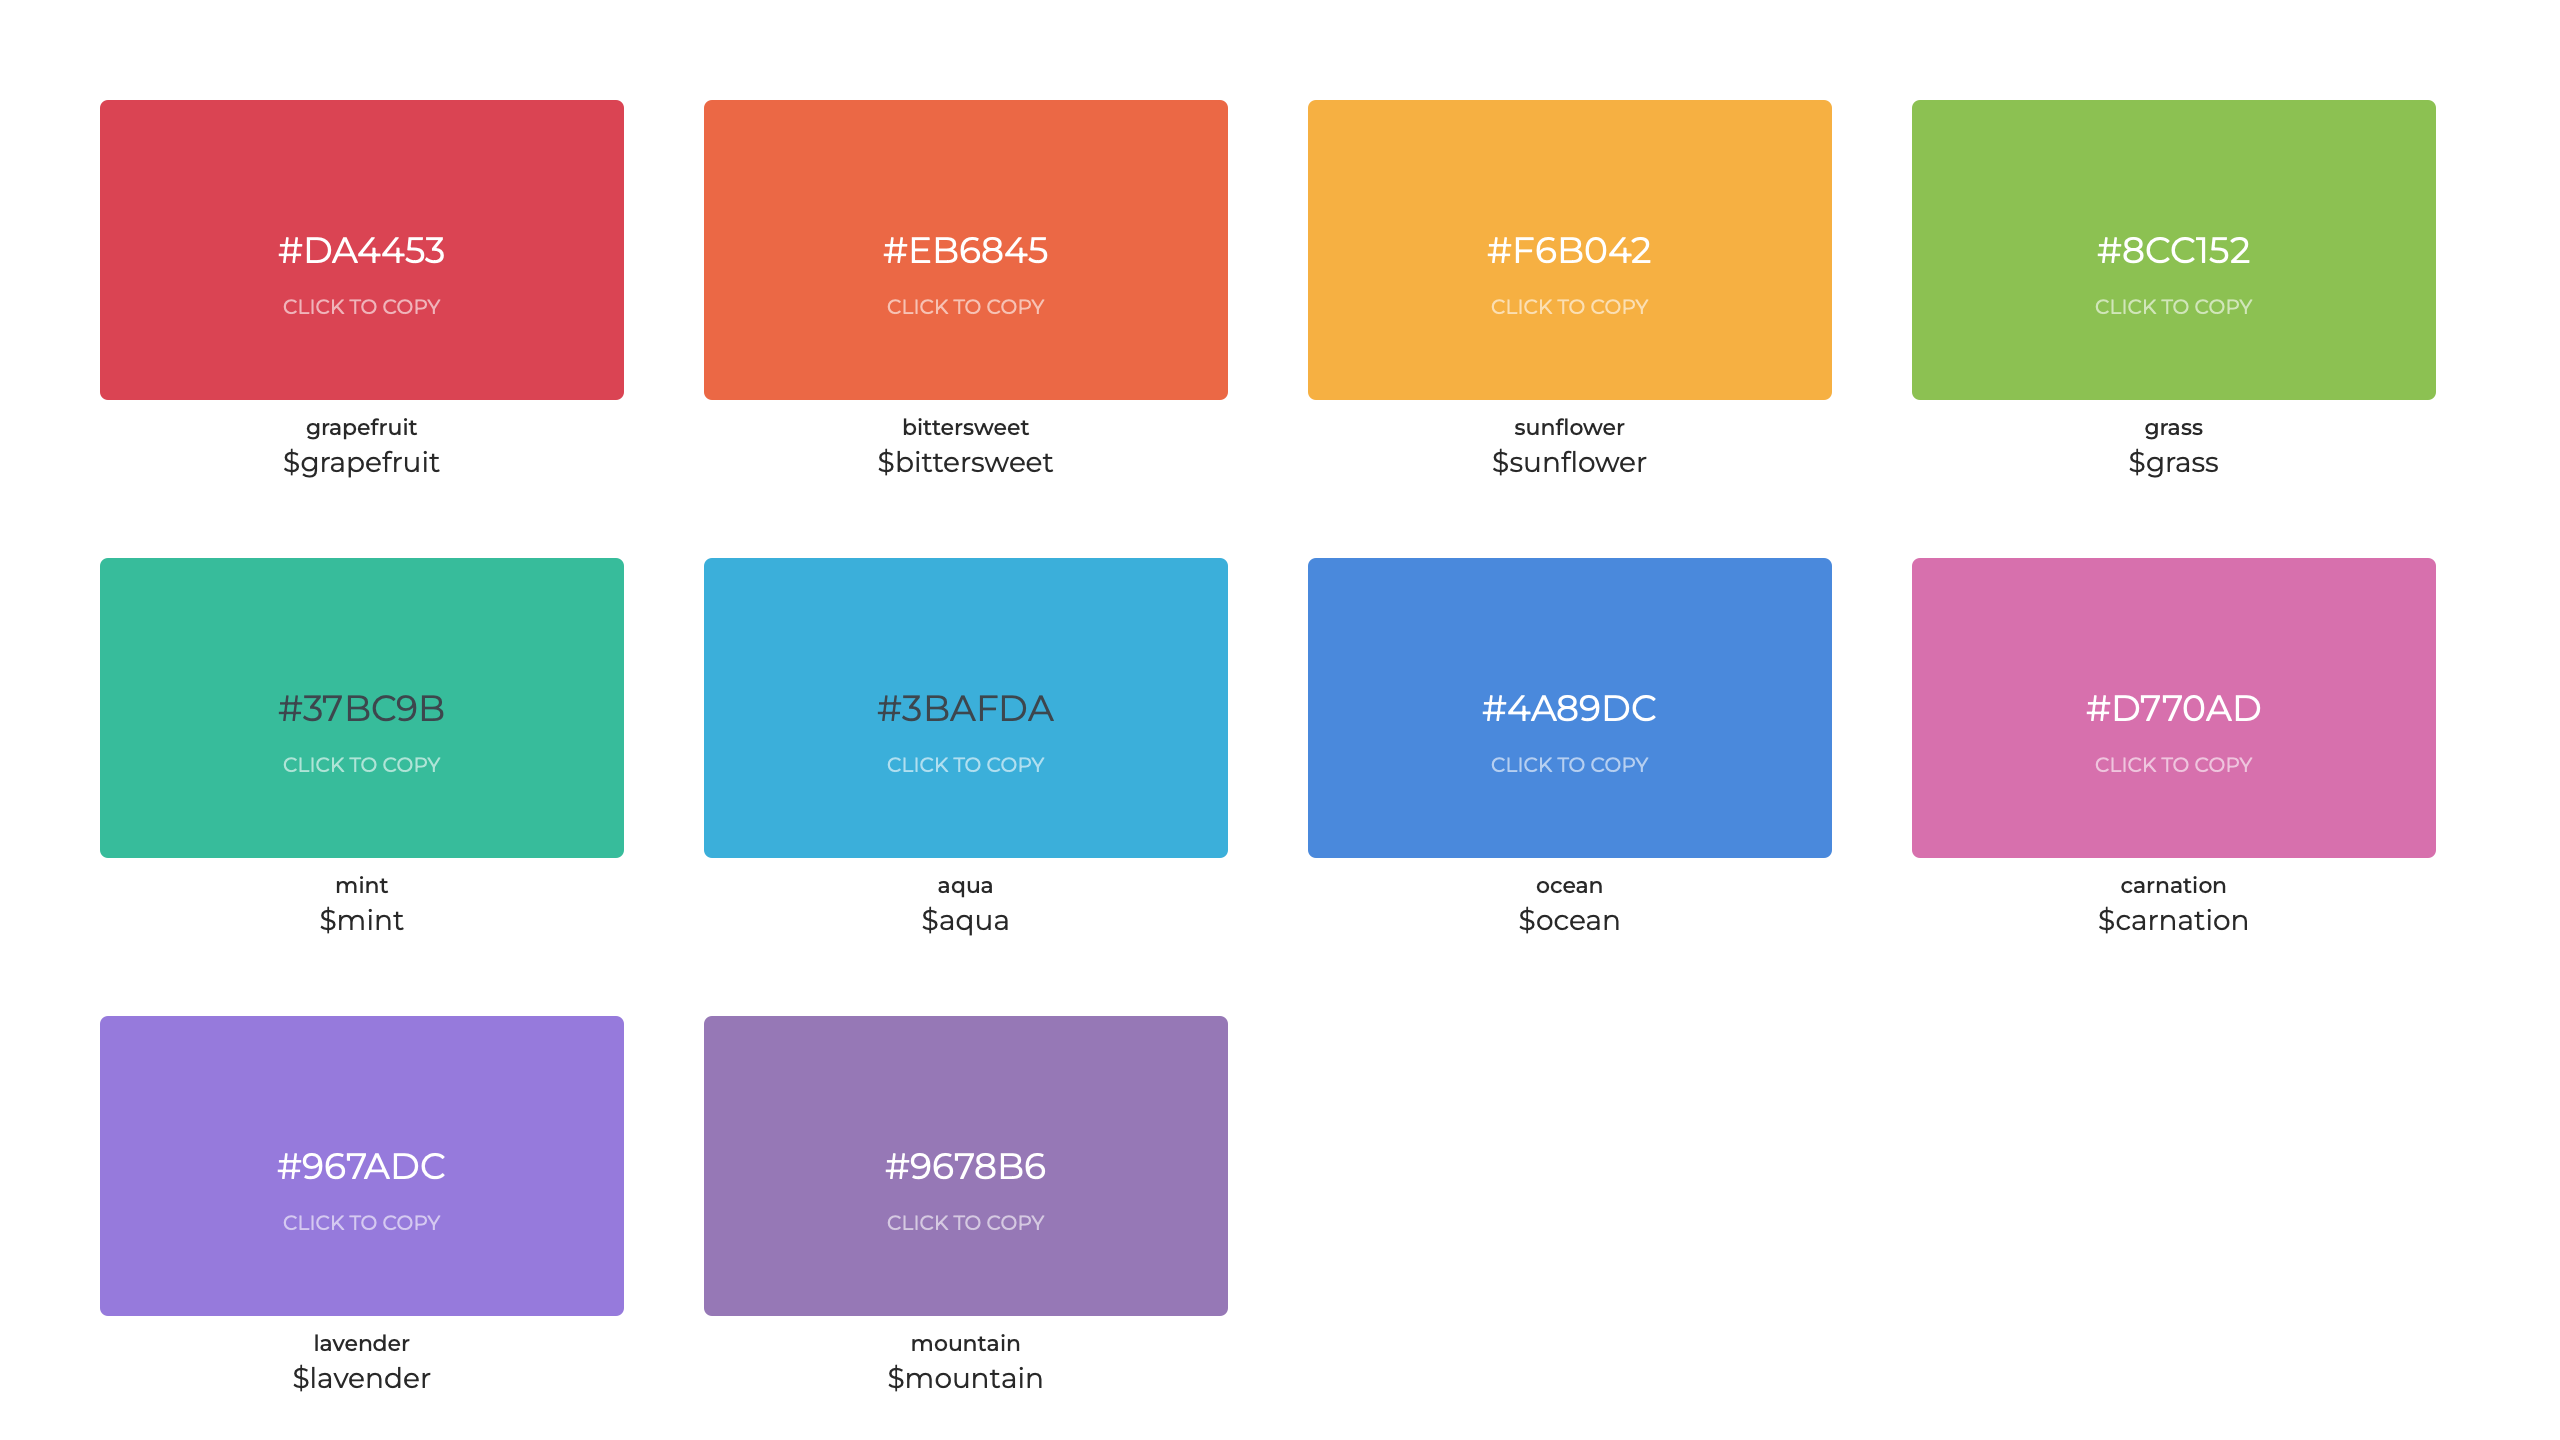 #DA4453
CLICK TO COPY
grapefruit
$grapefruit
#EB6845
CLICK TO COPY
bittersweet
$bittersweet
#F6B042
CLICK TO COPY
sunflower
$sunflower
#8CC152
CLICK TO COPY
grass
$grass
#37BC9B
CLICK TO COPY
mint
$mint
#3BAFDA
CLICK TO COPY
aqua
$aqua
#4A89DC
CLICK TO COPY
ocean
$ocean
#D770AD
CLICK TO COPY
carnation
$carnation
#967ADC
CLICK TO COPY
lavender
$lavender
#9678B6
CLICK TO COPY
mountain
$mountain